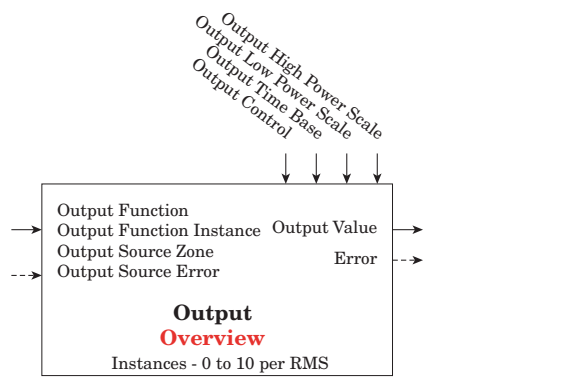 Output High Power Scale
Output Low Power Scale
Output Time Base
Output Control
Output Function
Output Function Instance
Output Value
Output Source Zone
Error
Output Source Error
Output
Overview
Instances - 0 to 10 per RMS